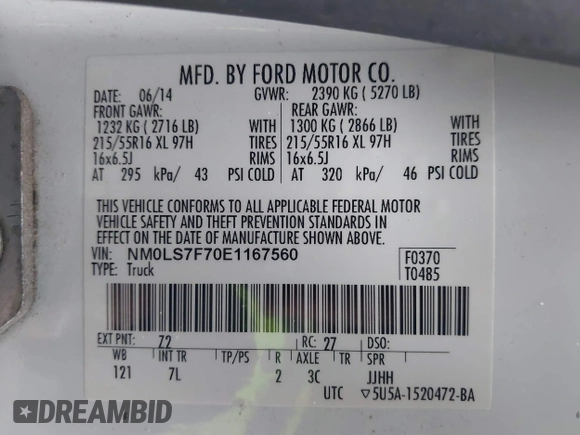 MFD. BY FORD MOTOR CO.
DATE: 06/14 GVWR: 2390 KG ( 5270 LB)
FRONT GAWR: REAR GAWR:
1232 KG ( 2716 LB) WITH 1300 KG ( 2866 LB) WITH
215/55R16 XL 97H TIRES 215/55R16 XL 97H TIRES
16x6.5J RIMS 16x6.5J RIMS
AT 295 kPa/ 43 PSI COLD AT 320 kPa/ 46 PSI COLD
THIS VEHICLE CONFORMS TO ALL APPLICABLE FEDERAL MOTOR
VEHICLE SAFETY AND THEFT PREVENTION STANDARDS IN
EFFECT ON THE DATE OF MANUFACTURE SHOWN ABOVE.
VIN: NM0LS7F70E1167560 F0370
TYPE: Truck T0485
EXT PNT: Z2 RC: 27 DSO:
WB INT TR TP/PS R AXLE TR SPR
121 7L 2 3C JJHH
UTC ▽5U5A-1520472-BA
DREAMBID